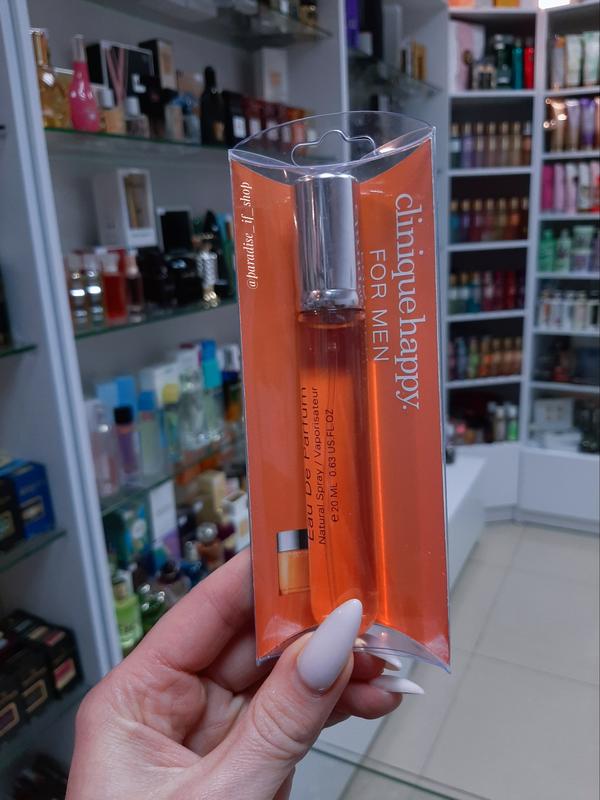 @paradise_if_shop
clinique happy.
FOR MEN
Eau De Parfum
Natural Spray / Vaporisateur
e 20 ML 0.63 US.FL OZ